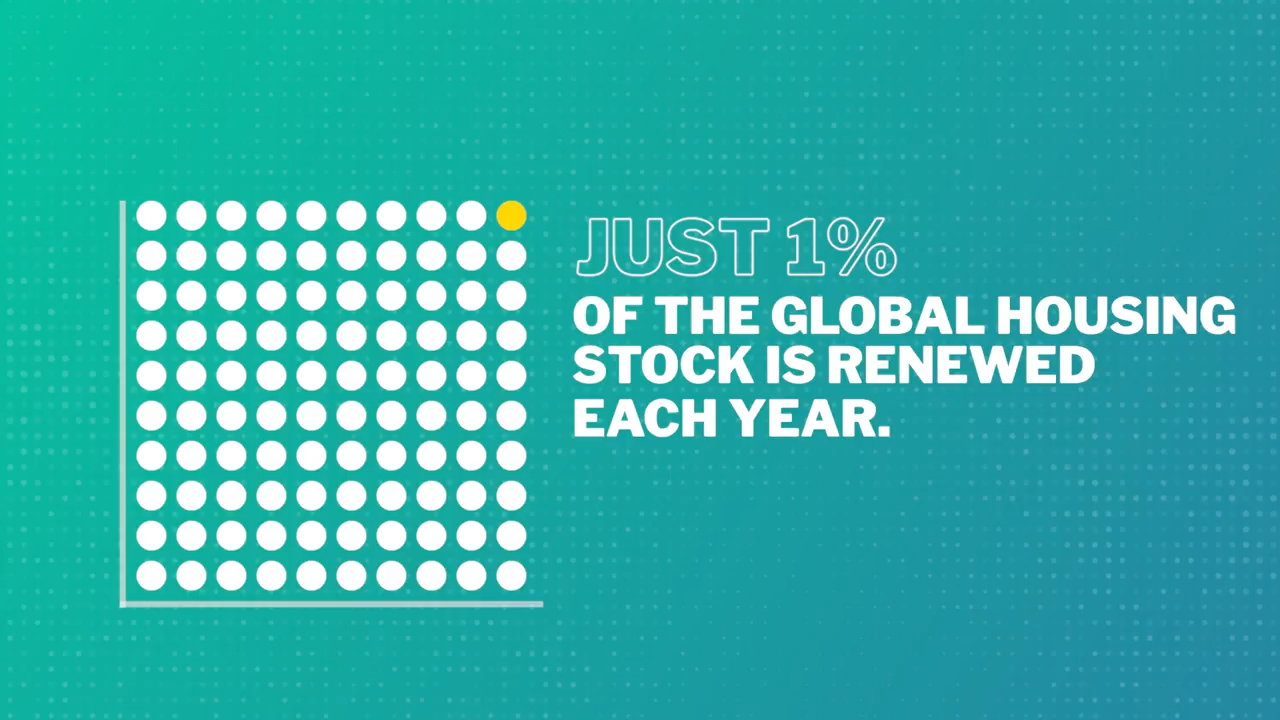 JUST 1%
OF THE GLOBAL HOUSING
STOCK IS RENEWED
EACH YEAR.